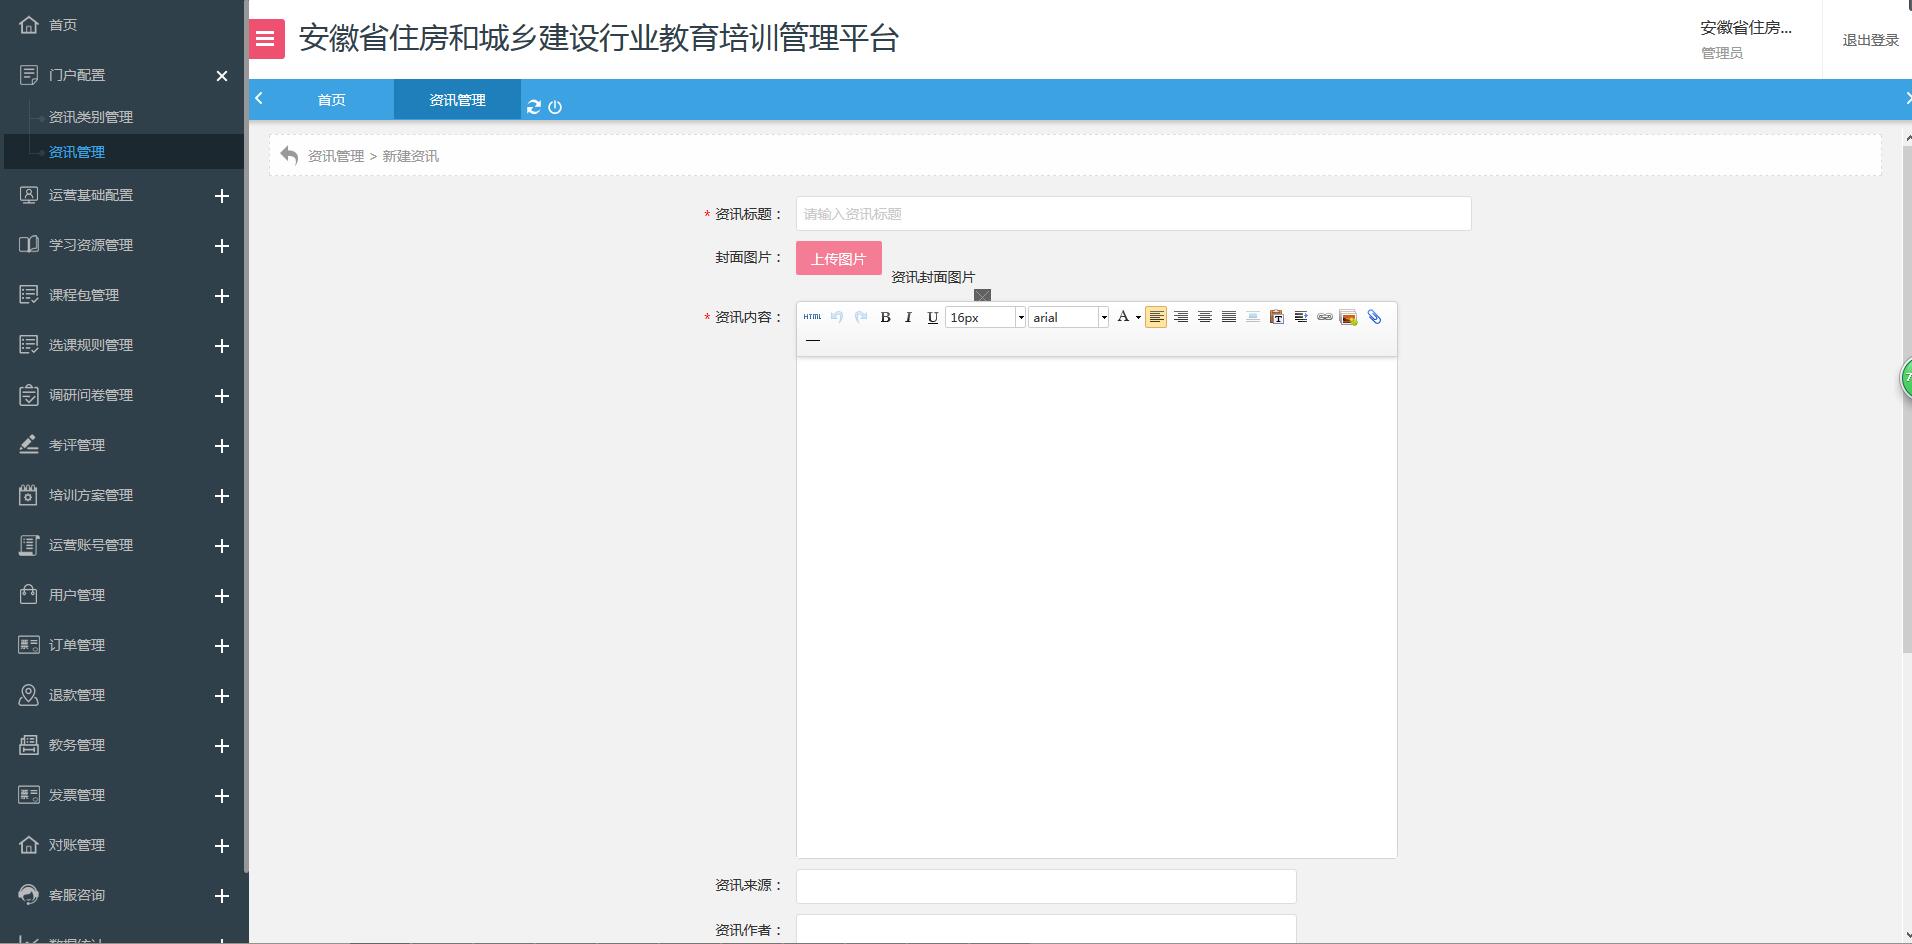 首页
门户配置
资讯类别管理
资讯管理
运营基础配置
学习资源管理
课程包管理
选课规则管理
调研问卷管理
考评管理
培训方案管理
运营账号管理
用户管理
订单管理
退款管理
教务管理
发票管理
对账管理
客服咨询
安徽省住房和城乡建设行业教育培训管理平台
安徽省住房...
管理员
退出登录
首页
资讯管理
资讯管理 > 新建资讯
* 资讯标题：
请输入资讯标题
封面图片：
上传图片
资讯封面图片
* 资讯内容：
HTML B I U 16px arial A
资讯来源：
资讯作者：